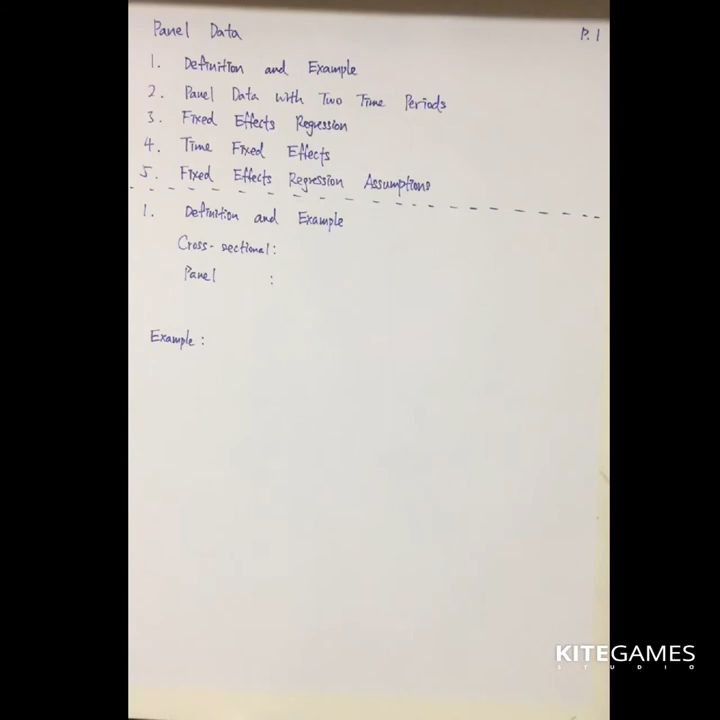 Panel Data
P.1
1. Definition and Example
2. Panel Data with Two Time Periods
3. Fixed Effects Regression
4. Time Fixed Effects
5. Fixed Effects Regression Assumptions
1. Definition and Example
Cross-sectional:
Panel :
Example:
KITEGAMES
STUDIO